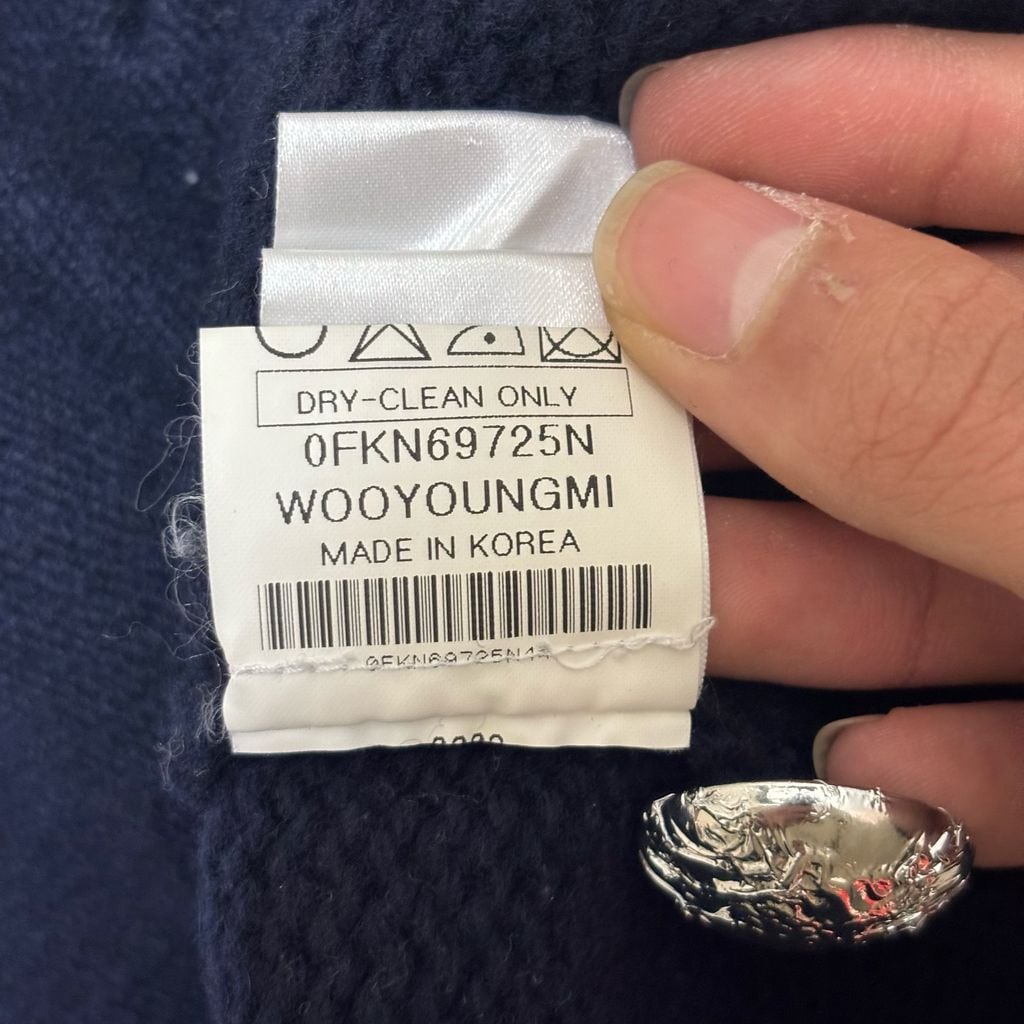 DRY-CLEAN ONLY
0FKN69725N
WOOYOUNGMI
MADE IN KOREA